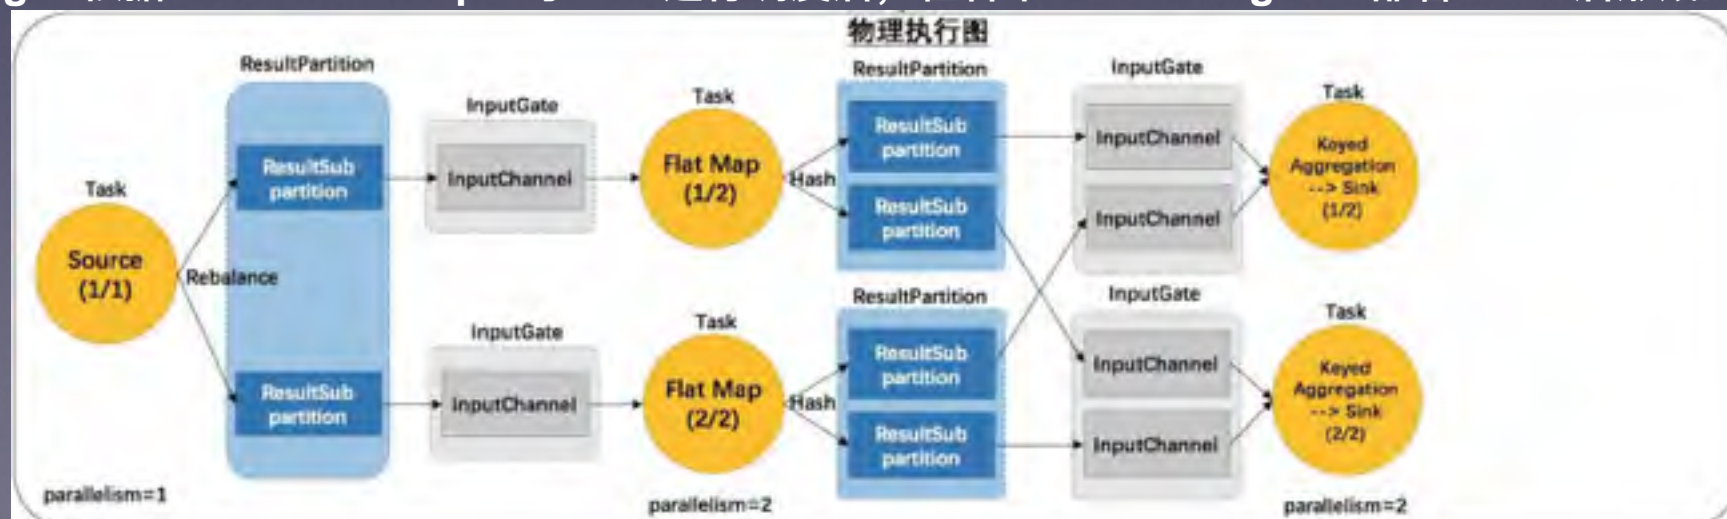 物理执行图
ResultPartition
ResultPartition
InputGate
InputGate
Task
Task
ResultSub
partition
InputChannel
Flat Map
(1/2)
Hash
ResultSub
partition
ResultSub
partition
InputChannel
InputChannel
Koyed
Aggregation
--> Sink
(1/2)
Task
Source
(1/1)
Rebalance
ResultPartition
InputGate
InputGate
Task
Task
ResultSub
partition
InputChannel
Flat Map
(2/2)
Hash
ResultSub
partition
ResultSub
partition
InputChannel
InputChannel
Keyed
Aggregation
--> Sink
(2/2)
parallelism=1
parallelism=2
parallelism=2